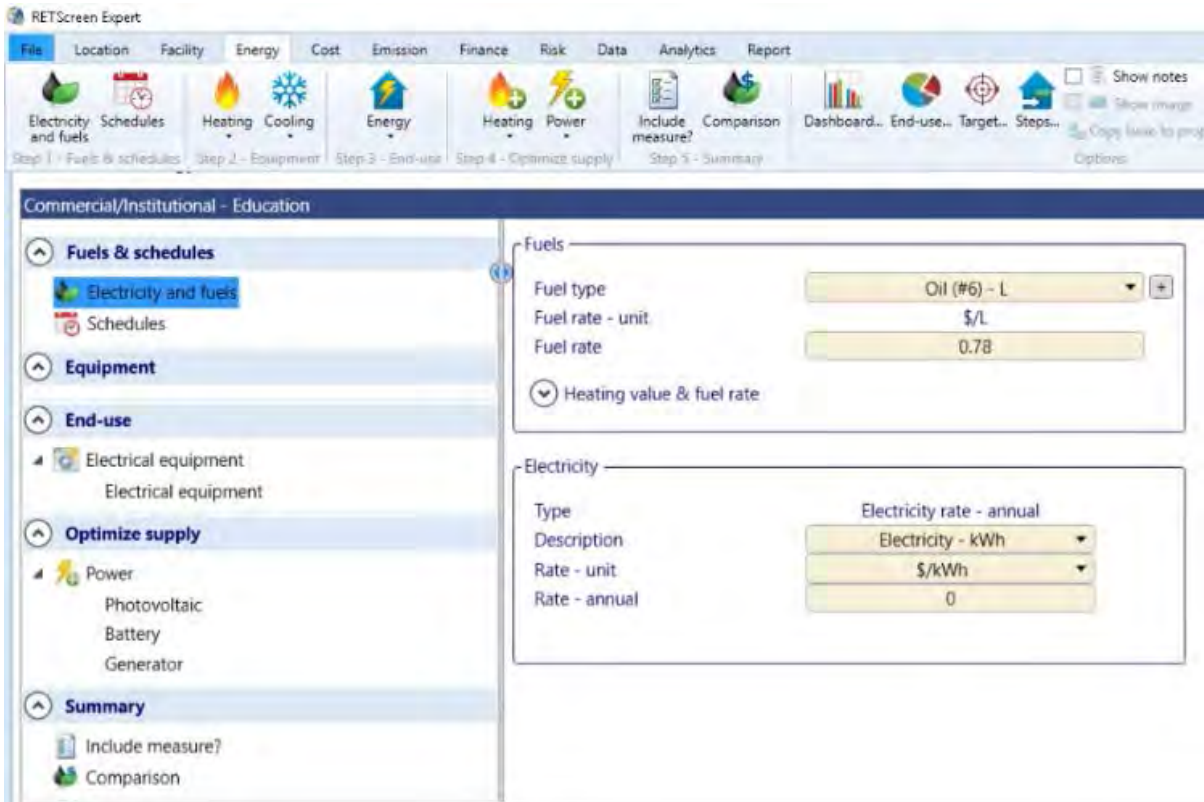 RETScreen Expert
File Location Facility Energy Cost Emission Finance Risk Data Analytics Report
Electricity and fuels Schedules Heating Cooling Energy Heating Power Include measure? Comparison Dashboard... End-use... Target... Steps... Show notes
Show image
Step 1 - Fuels & schedules Step 2 - Equipment Step 3 - End-use Step 4 - Optimize supply Step 5 - Summary Options
Commercial/Institutional - Education
Fuels & schedules
Electricity and fuels
Schedules
Equipment
End-use
Electrical equipment
Electrical equipment
Optimize supply
Power
Photovoltaic
Battery
Generator
Summary
Include measure?
Comparison
Fuels
Fuel type Oil (#6) - L +
Fuel rate - unit $/L
Fuel rate 0.78
Heating value & fuel rate
Electricity
Type Electricity rate - annual
Description Electricity - kWh
Rate - unit $/kWh
Rate - annual 0